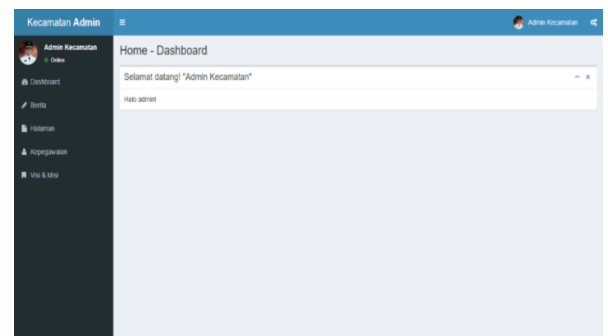 Kecamatan Admin
Admin Kecamatan
Admin Kecamatan
Online
Home - Dashboard
Dashboard
Berita
Halaman
Kepegawaian
Visi & Misi
Selamat datang! "Admin Kecamatan"
Halo admin!